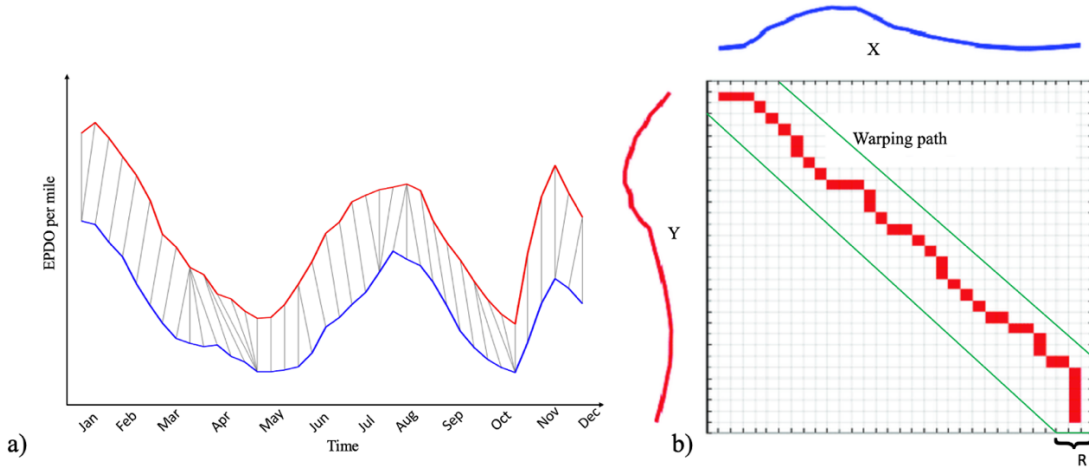 EPDO per mile
Jan
Feb
Mar
Apr
May
Jun
Jul
Aug
Sep
Oct
Nov
Dec
Time
a)
X
Y
Warping path
b)
R